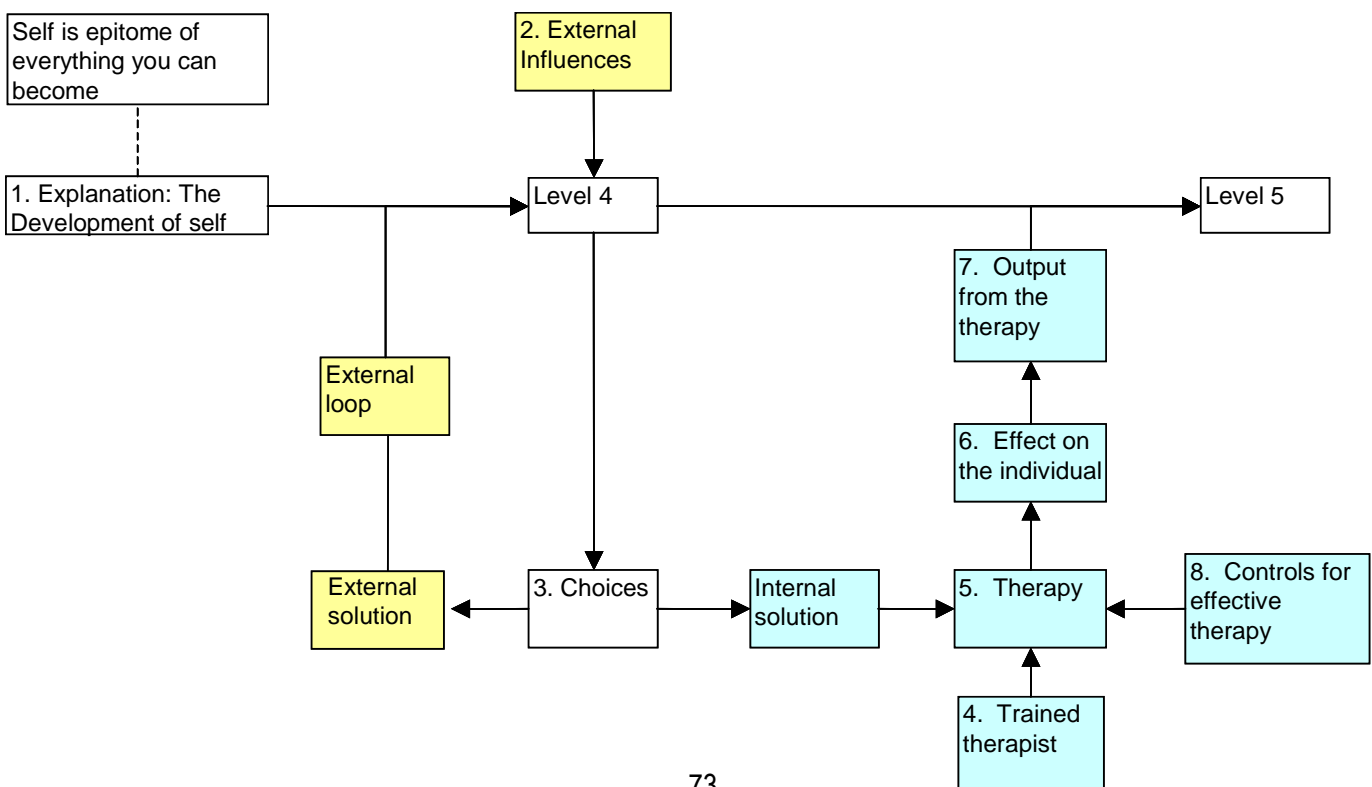 Self is epitome of
everything you can
become
2. External
Influences
1. Explanation: The
Development of self
Level 4
Level 5
7. Output
from the
therapy
External
loop
6. Effect on
the individual
External
solution
3. Choices
Internal
solution
5. Therapy
8. Controls for
effective
therapy
4. Trained
therapist
73